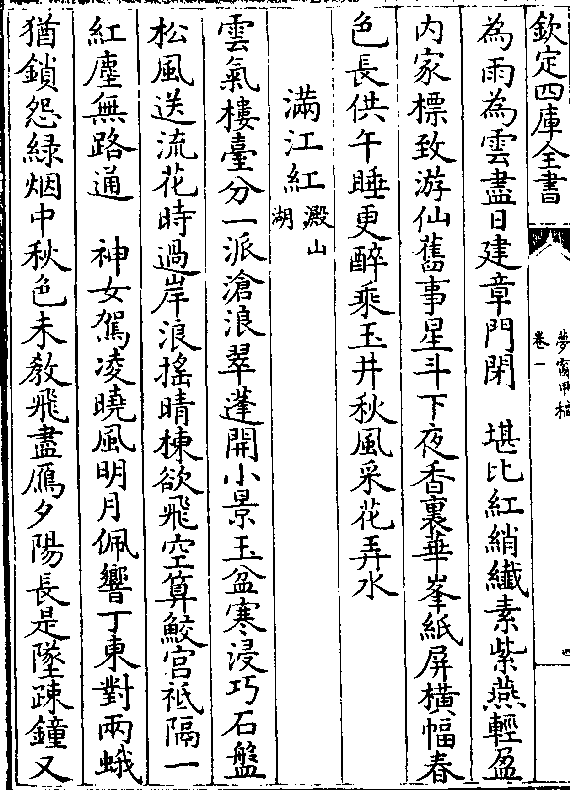 欽定四庫全書
夢窗甲稿
卷一
四
為雨為雲盡日建章門閉　堪比紅綃纖素紫燕輕盈
内家標致游仙舊事星斗下夜香裏華峯紙屏橫幅春
色長供午睡更醉乘玉井秋風采花弄水
滿江紅澱山湖
雲氣樓臺分一派滄浪翠蓬開小景玉盆寒浸巧石盤
松風送流花時過岸浪搖晴棟欲飛空算鮫宮祇隔一
紅塵無路通　神女駕凌曉風明月佩響丁東對兩蛾
猶鎖怨緑烟中秋色未教飛盡鴈夕陽長是墜疎鐘又